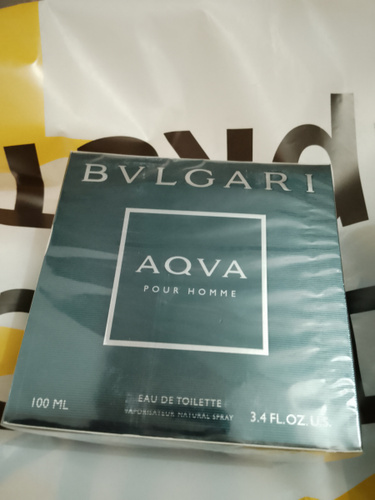 BVLGARI
AQVA
POUR HOMME
EAU DE TOILETTE
100 ML VAPORISATEUR NATURAL SPRAY 3.4 FL.OZ. U.S.